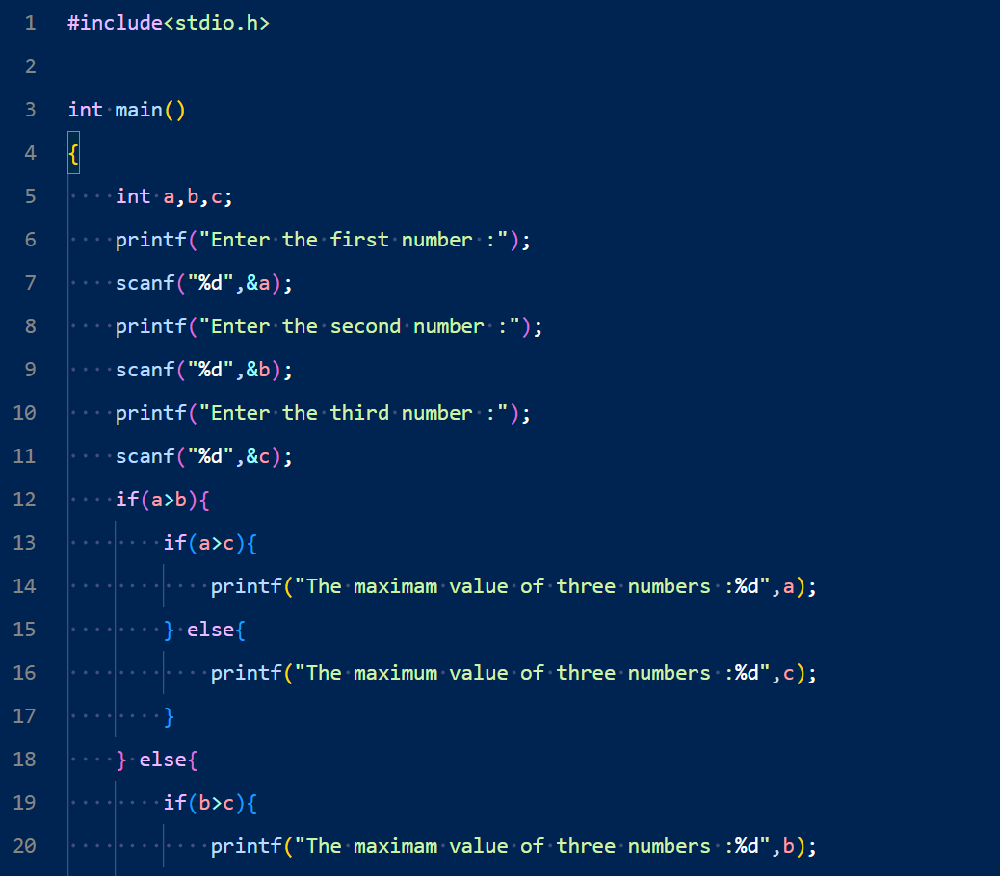 1 #include<stdio.h>
2
3 int main()
4 {
5     int a,b,c;
6     printf("Enter the first number :");
7     scanf("%d",&a);
8     printf("Enter the second number :");
9     scanf("%d",&b);
10     printf("Enter the third number :");
11     scanf("%d",&c);
12     if(a>b){
13         if(a>c){
14             printf("The maximam value of three numbers :%d",a);
15         } else{
16             printf("The maximum value of three numbers :%d",c);
17         }
18     } else{
19         if(b>c){
20             printf("The maximam value of three numbers :%d",b);